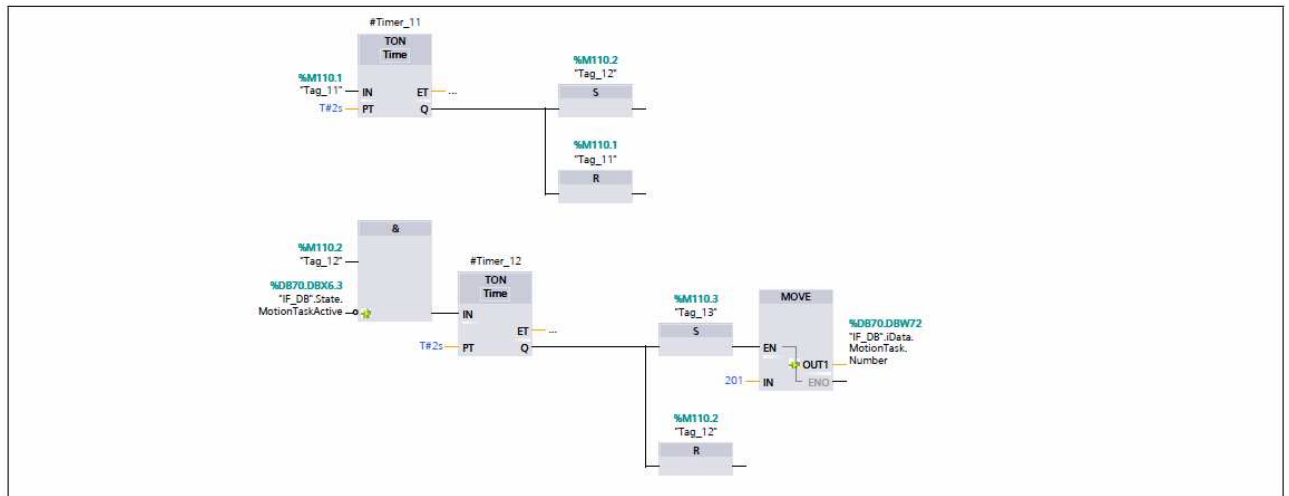 #Timer_11
TON
Time
%M110.1
"Tag_11"
IN
ET
...
T#2s
PT
Q
%M110.2
"Tag_12"
S
%M110.1
"Tag_11"
R
&
%M110.2
"Tag_12"
%DB70.DBX6.3
"IF_DB".State.
MotionTaskActive
#Timer_12
TON
Time
IN
ET
...
T#2s
PT
Q
%M110.3
"Tag_13"
S
MOVE
EN
%DB70.DBW72
"IF_DB".iData.
MotionTask.
Number
OUT1
201
IN
ENO
%M110.2
"Tag_12"
R